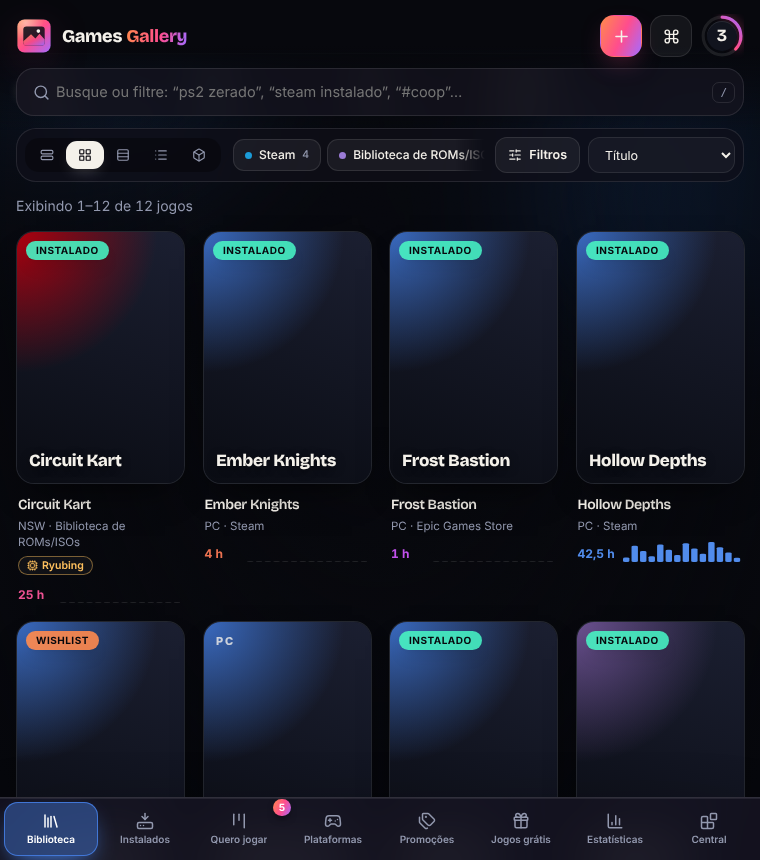 Games Gallery
3
Busque ou filtre: “ps2 zerado”, “steam instalado”, “#coop”...
/
Steam 4
Biblioteca de ROMs/ISO
Filtros
Título
Exibindo 1–12 de 12 jogos
INSTALADO
INSTALADO
INSTALADO
INSTALADO
Circuit Kart
Ember Knights
Frost Bastion
Hollow Depths
Circuit Kart
NSW · Biblioteca de
ROMs/ISOs
Ryubing
25 h
Ember Knights
PC · Steam
4 h
Frost Bastion
PC · Epic Games Store
1 h
Hollow Depths
PC · Steam
42,5 h
WISHLIST
PC
INSTALADO
INSTALADO
Biblioteca
Instalados
Quero jogar
5
Plataformas
Promoções
Jogos grátis
Estatísticas
Central